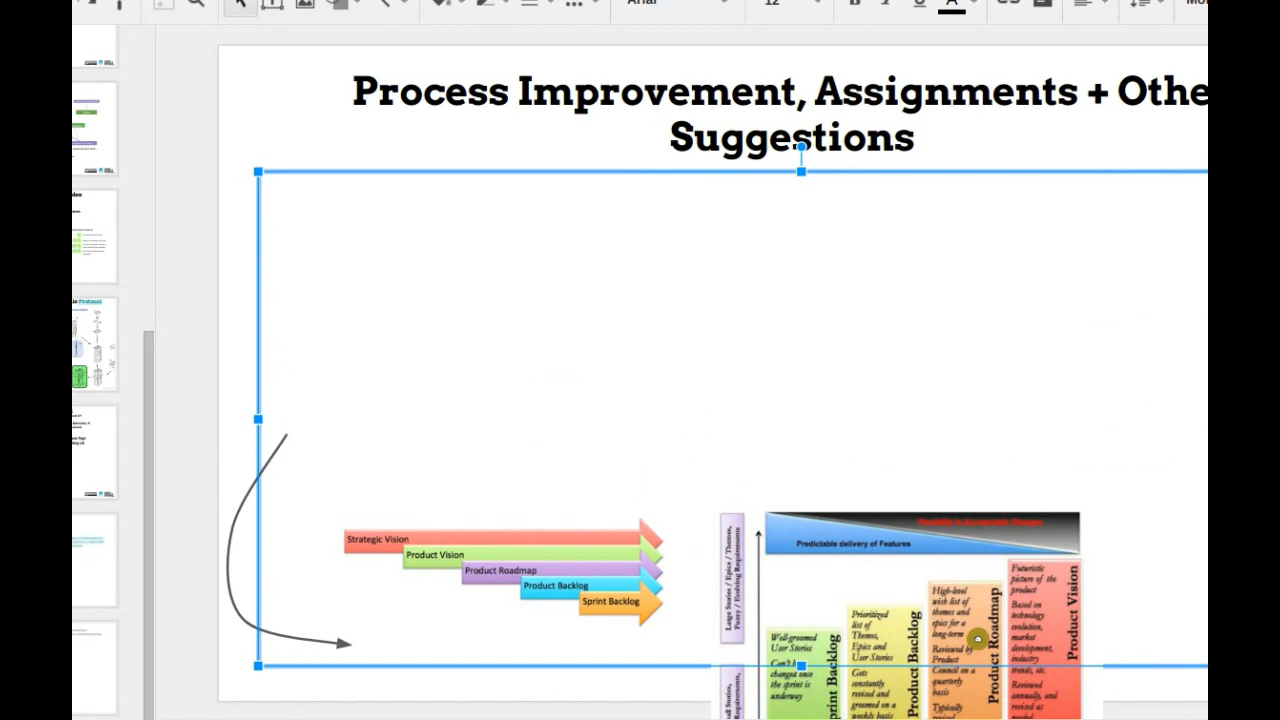 Arial
12
Process Improvement, Assignments + Othe
Suggestions
Strategic Vision
Product Vision
Product Roadmap
Product Backlog
Sprint Backlog
Large Stories / Epics / Themes,
Fuzzy / Evolving Requirements
Predictable delivery of Features
Well-groomed
User Stories
changed once
the sprint is
underway
print Backlog
Prioritized
list of
Themes,
Epics and
User Stories
Gets
constantly
revised and
groomed on a
weekly basis
Product Backlog
High-level
wish list of
themes and
epics for a
long-term
Reviewed by
Product
Council on a
quarterly
basis
Typically
Product Roadmap
Futuristic
picture of the
product
Based on
technology
evolution,
market
development,
industry
trends, etc.
Reviewed
annually, and
revised as
Product Vision